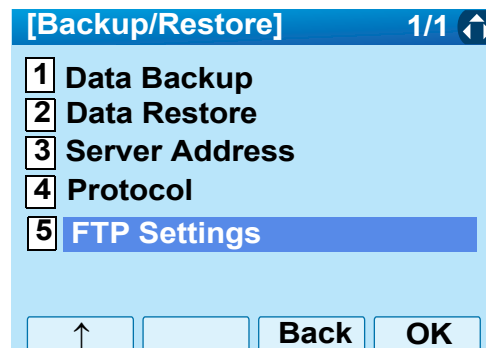 [Backup/Restore] 1/1
1 Data Backup
2 Data Restore
3 Server Address
4 Protocol
5 FTP Settings
↑ Back OK